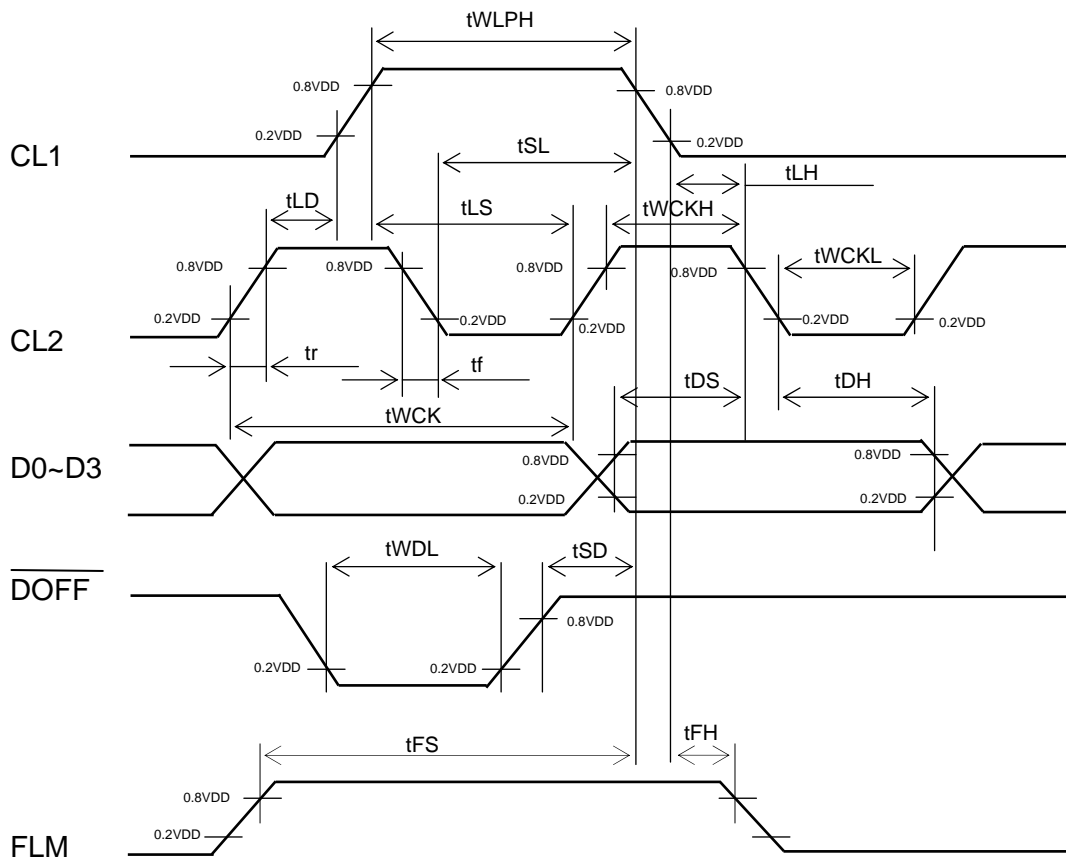 tWLPH
0.8VDD 0.8VDD
0.2VDD tSL 0.2VDD
CL1
tLH
tLD tLS tWCKH
0.8VDD 0.8VDD 0.8VDD 0.8VDD tWCKL
0.2VDD 0.2VDD 0.2VDD 0.2VDD 0.2VDD
CL2
tr tf
tDS tDH
tWCK
D0~D3 0.8VDD 0.8VDD
0.2VDD 0.2VDD
tWDL tSD
DOFF
0.8VDD
0.2VDD 0.2VDD
tFS tFH
0.8VDD
0.2VDD
FLM